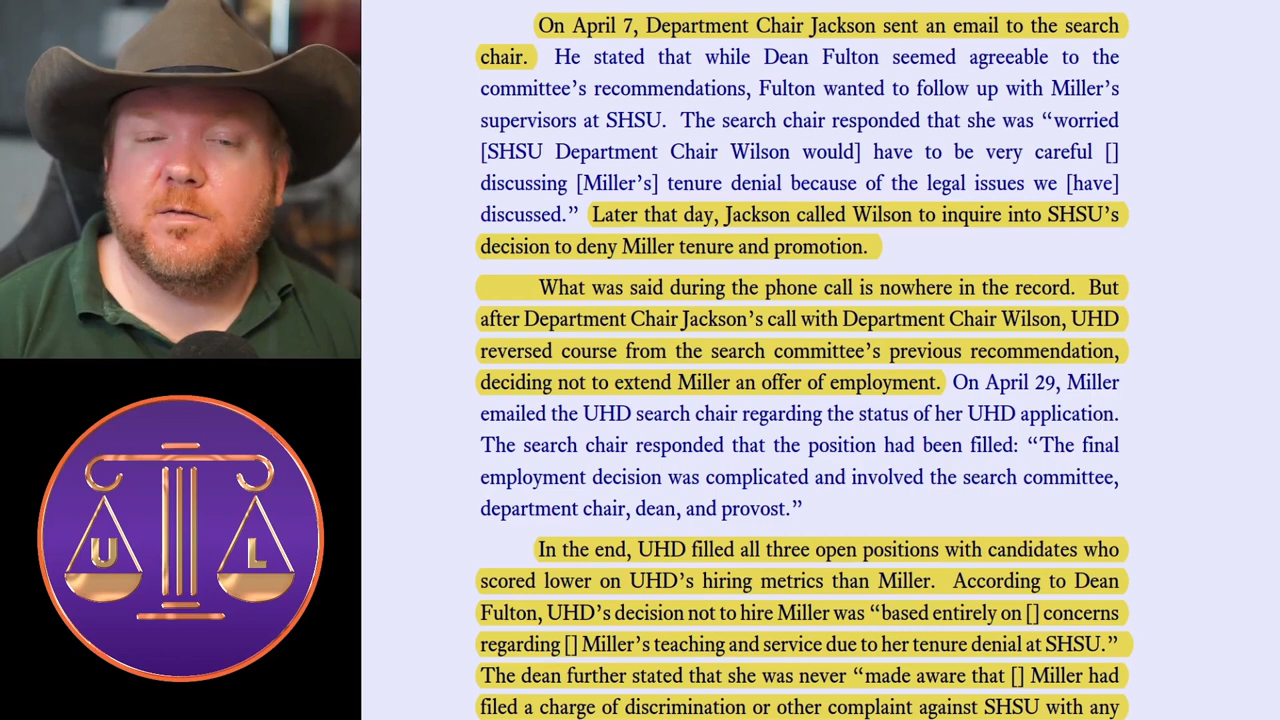 On April 7, Department Chair Jackson sent an email to the search
chair. He stated that while Dean Fulton seemed agreeable to the
committee’s recommendations, Fulton wanted to follow up with Miller’s
supervisors at SHSU. The search chair responded that she was “worried
[SHSU Department Chair Wilson would] have to be very careful []
discussing [Miller’s] tenure denial because of the legal issues we [have]
discussed.” Later that day, Jackson called Wilson to inquire into SHSU’s
decision to deny Miller tenure and promotion.
What was said during the phone call is nowhere in the record. But
after Department Chair Jackson’s call with Department Chair Wilson, UHD
reversed course from the search committee’s previous recommendation,
deciding not to extend Miller an offer of employment. On April 29, Miller
emailed the UHD search chair regarding the status of her UHD application.
The search chair responded that the position had been filled: “The final
employment decision was complicated and involved the search committee,
department chair, dean, and provost.”
In the end, UHD filled all three open positions with candidates who
scored lower on UHD’s hiring metrics than Miller. According to Dean
Fulton, UHD’s decision not to hire Miller was “based entirely on [] concerns
regarding [] Miller’s teaching and service due to her tenure denial at SHSU.”
The dean further stated that she was never “made aware that [] Miller had
filed a charge of discrimination or other complaint against SHSU with any
U L